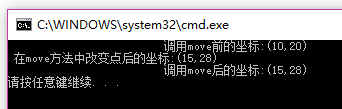 C:\WINDOWS\system32\cmd.exe
调用move前的坐标:(10,20)
在move方法中改变点后的坐标:(15,28)
调用move后的坐标:(15,28)
请按任意键继续. . .